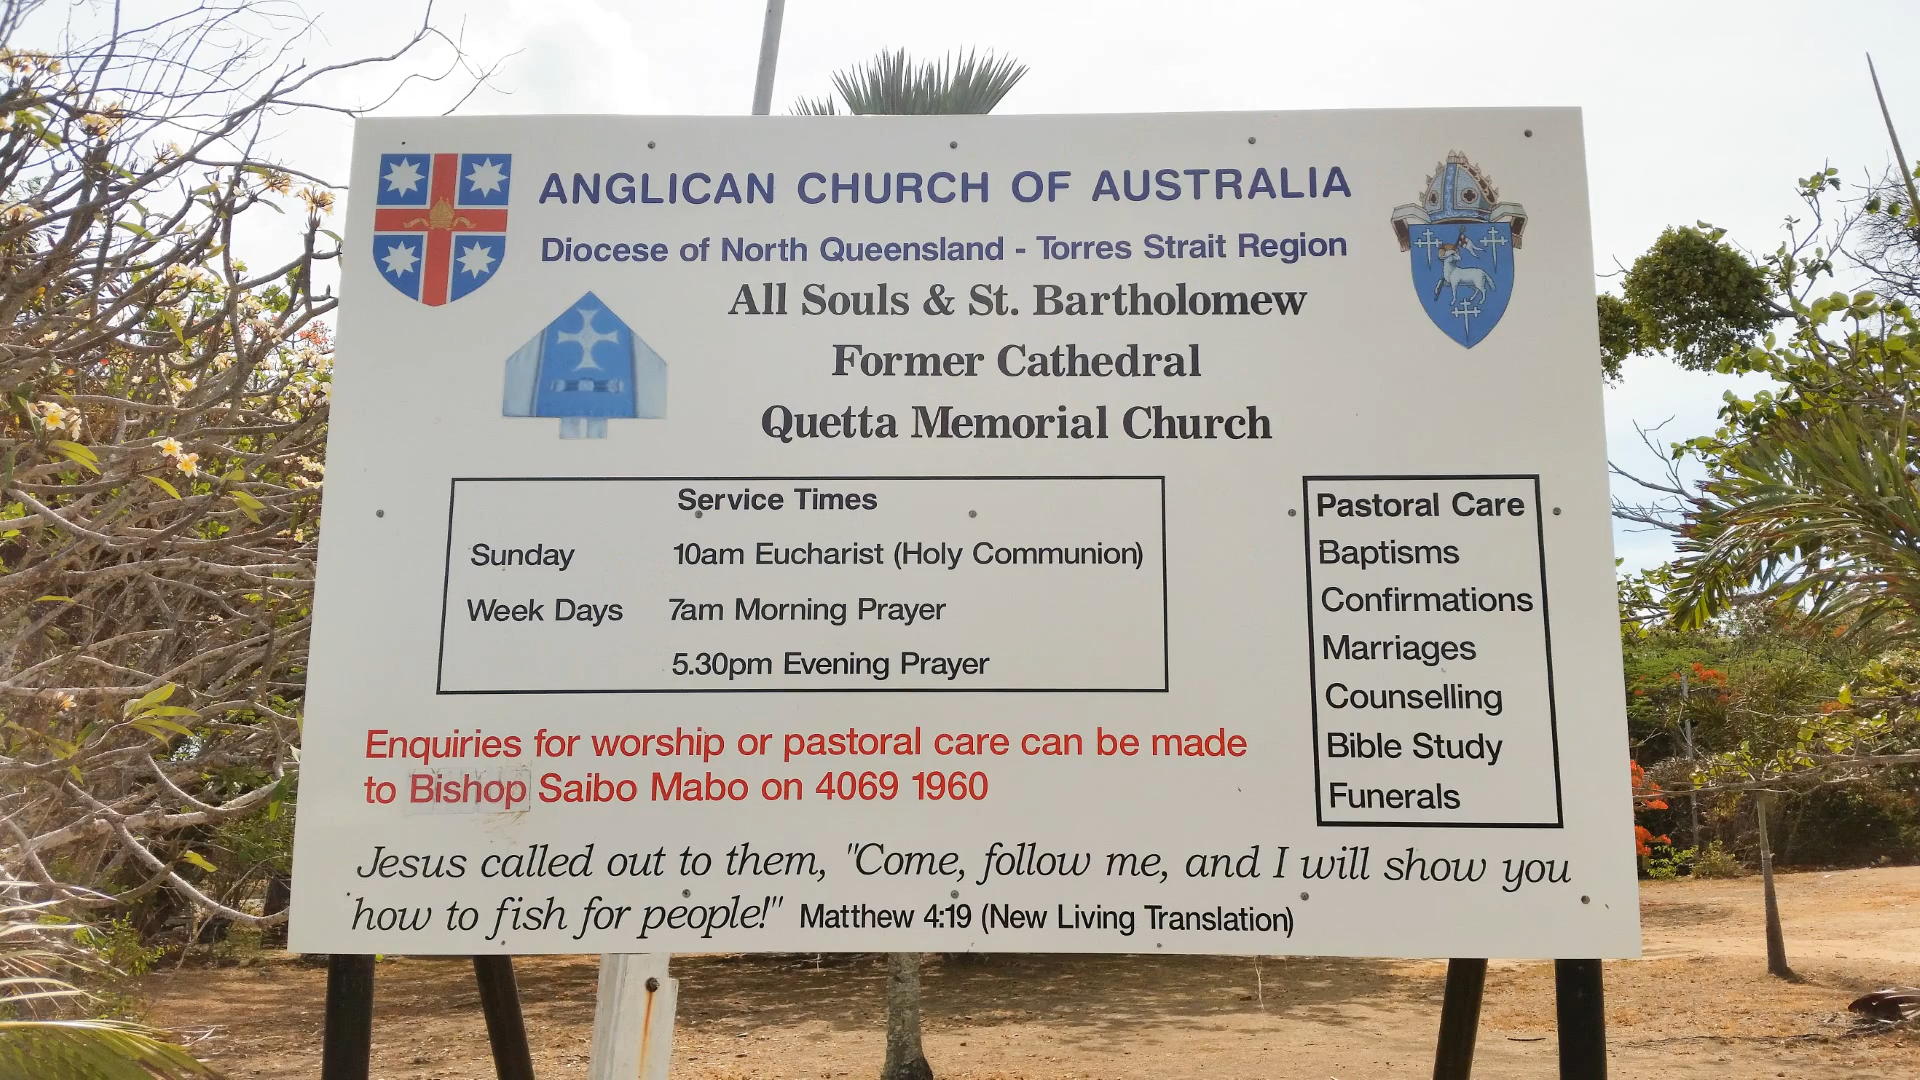 ANGLICAN CHURCH OF AUSTRALIA
Diocese of North Queensland - Torres Strait Region
All Souls & St. Bartholomew
Former Cathedral
Quetta Memorial Church
Service Times
Sunday 10am Eucharist (Holy Communion)
Week Days 7am Morning Prayer
5.30pm Evening Prayer
Pastoral Care
Baptisms
Confirmations
Marriages
Counselling
Bible Study
Funerals
Enquiries for worship or pastoral care can be made
to Bishop Saibo Mabo on 4069 1960
Jesus called out to them, "Come, follow me, and I will show you
how to fish for people!" Matthew 4:19 (New Living Translation)